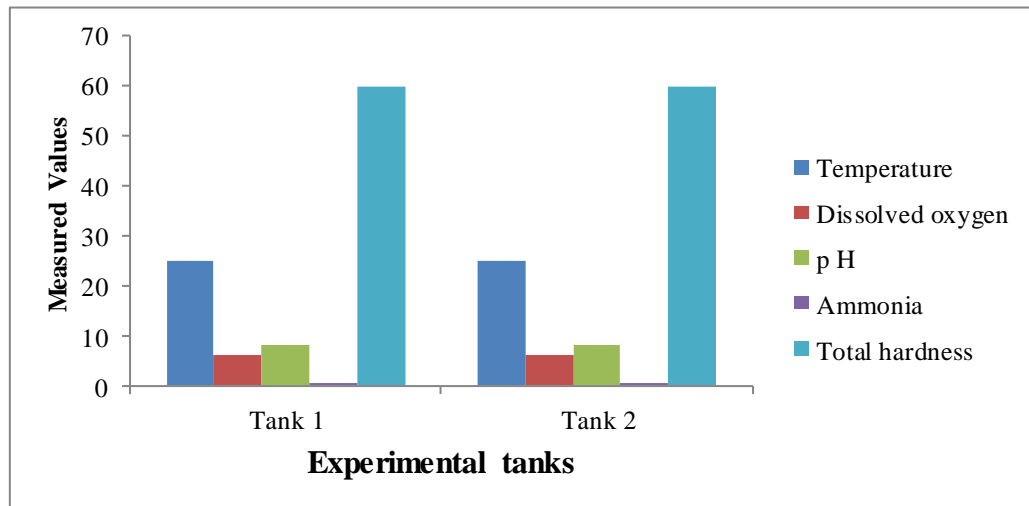 70
60
50
40
30
20
10
0
Measured Values
Tank 1
Tank 2
Experimental tanks
Temperature
Dissolved oxygen
p H
Ammonia
Total hardness